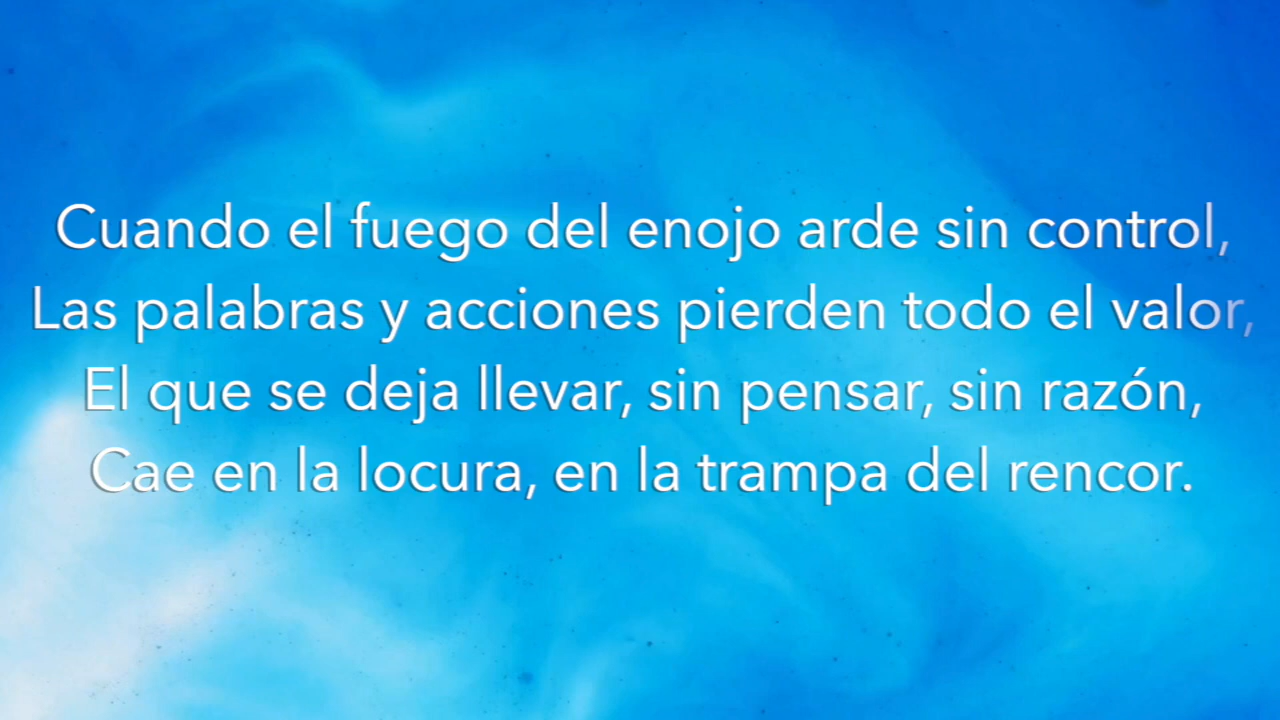 Cuando el fuego del enojo arde sin control,
Las palabras y acciones pierden todo el valor,
El que se deja llevar, sin pensar, sin razón,
Cae en la locura, en la trampa del rencor.